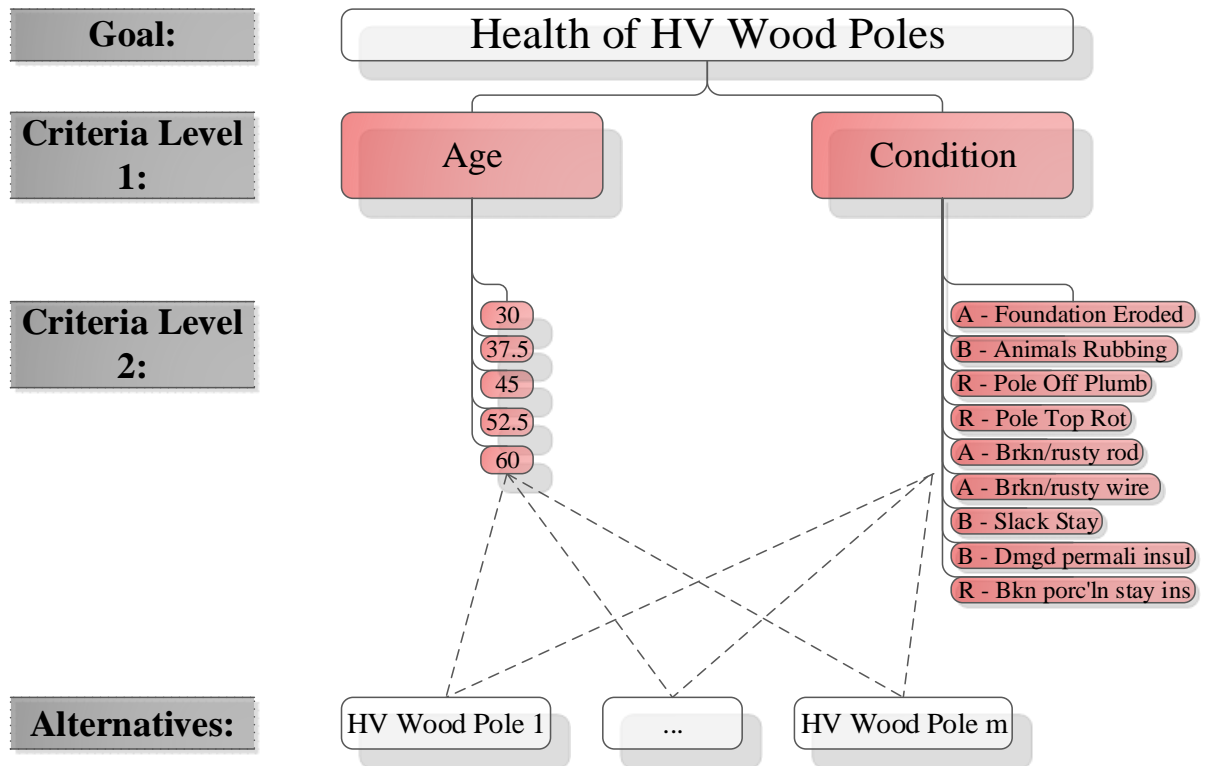 Goal:
Health of HV Wood Poles
Criteria Level
1:
Age
Condition
Criteria Level
2:
30
37.5
45
52.5
60
A - Foundation Eroded
B - Animals Rubbing
R - Pole Off Plumb
R - Pole Top Rot
A - Brkn/rusty rod
A - Brkn/rusty wire
B - Slack Stay
B - Dmgd permali insul
R - Bkn porc'ln stay ins
Alternatives:
HV Wood Pole 1
...
HV Wood Pole m